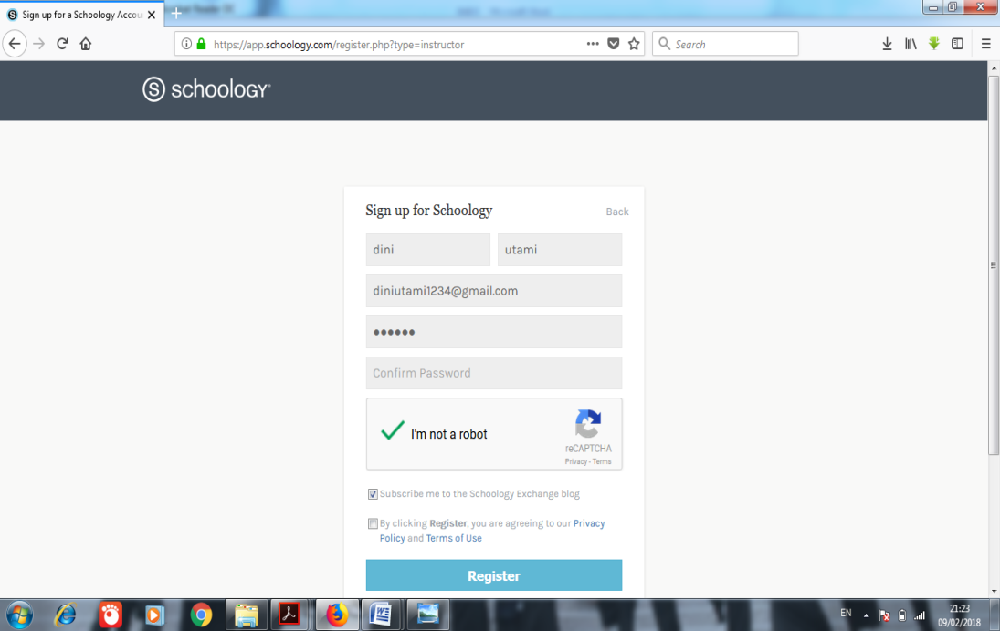 Sign up for a Schoology Accou
https://app.schoology.com/register.php?type=instructor
Search
S schoology®
Sign up for Schoology
Back
dini utami
diniutami1234@gmail.com
Confirm Password
I'm not a robot
reCAPTCHA
Privacy - Terms
Subscribe me to the Schoology Exchange blog
By clicking Register, you are agreeing to our Privacy
Policy and Terms of Use
Register
EN
21:23
09/02/2018